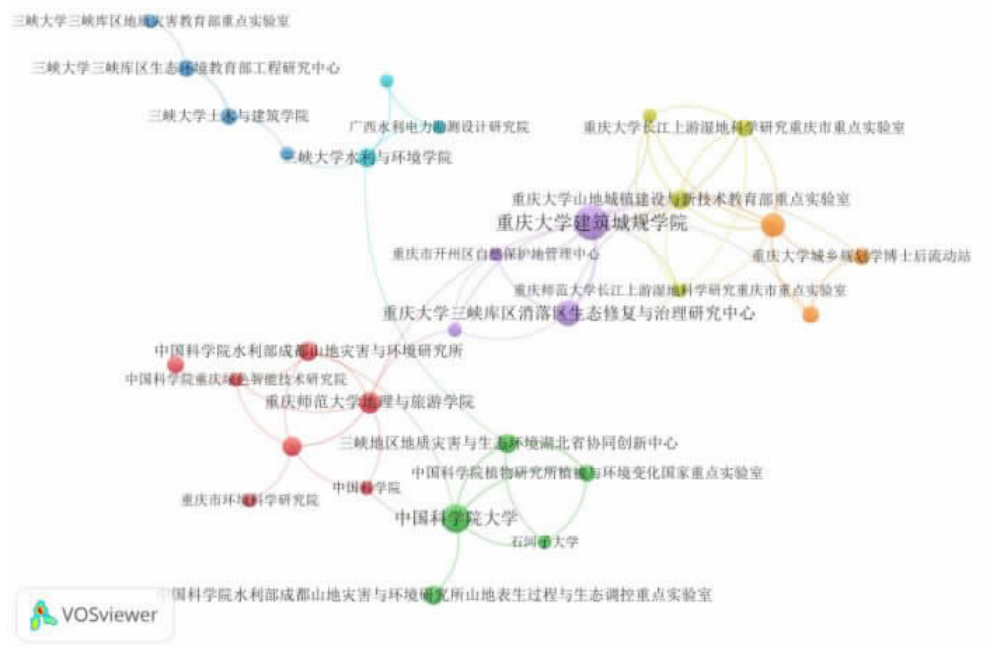 三峡大学三峡库区地质灾害教育部重点实验室
三峡大学三峡库区生态环境教育部工程研究中心
三峡大学土木与建筑学院
广西水利电力勘测设计研究院
重庆大学长江上游湿地科学研究重庆市重点实验室
三峡大学水利与环境学院
重庆大学山地城镇建设与新技术教育部重点实验室
重庆大学建筑城规学院
重庆市开州区自然保护地管理中心
重庆大学城乡规划学博士后流动站
重庆师范大学长江上游湿地科学研究重庆市重点实验室
重庆大学三峡库区消落区生态修复与治理研究中心
中国科学院水利部成都山地灾害与环境研究所
中国科学院重庆绿色智能技术研究院
重庆师范大学地理与旅游学院
三峡地区地质灾害与生态环境湖北省协同创新中心
中国科学院植物研究所植被与环境变化国家重点实验室
中国科学院
重庆市环境科学研究院
中国科学院大学
石河子大学
中国科学院水利部成都山地灾害与环境研究所山地表生过程与生态调控重点实验室
VOSviewer